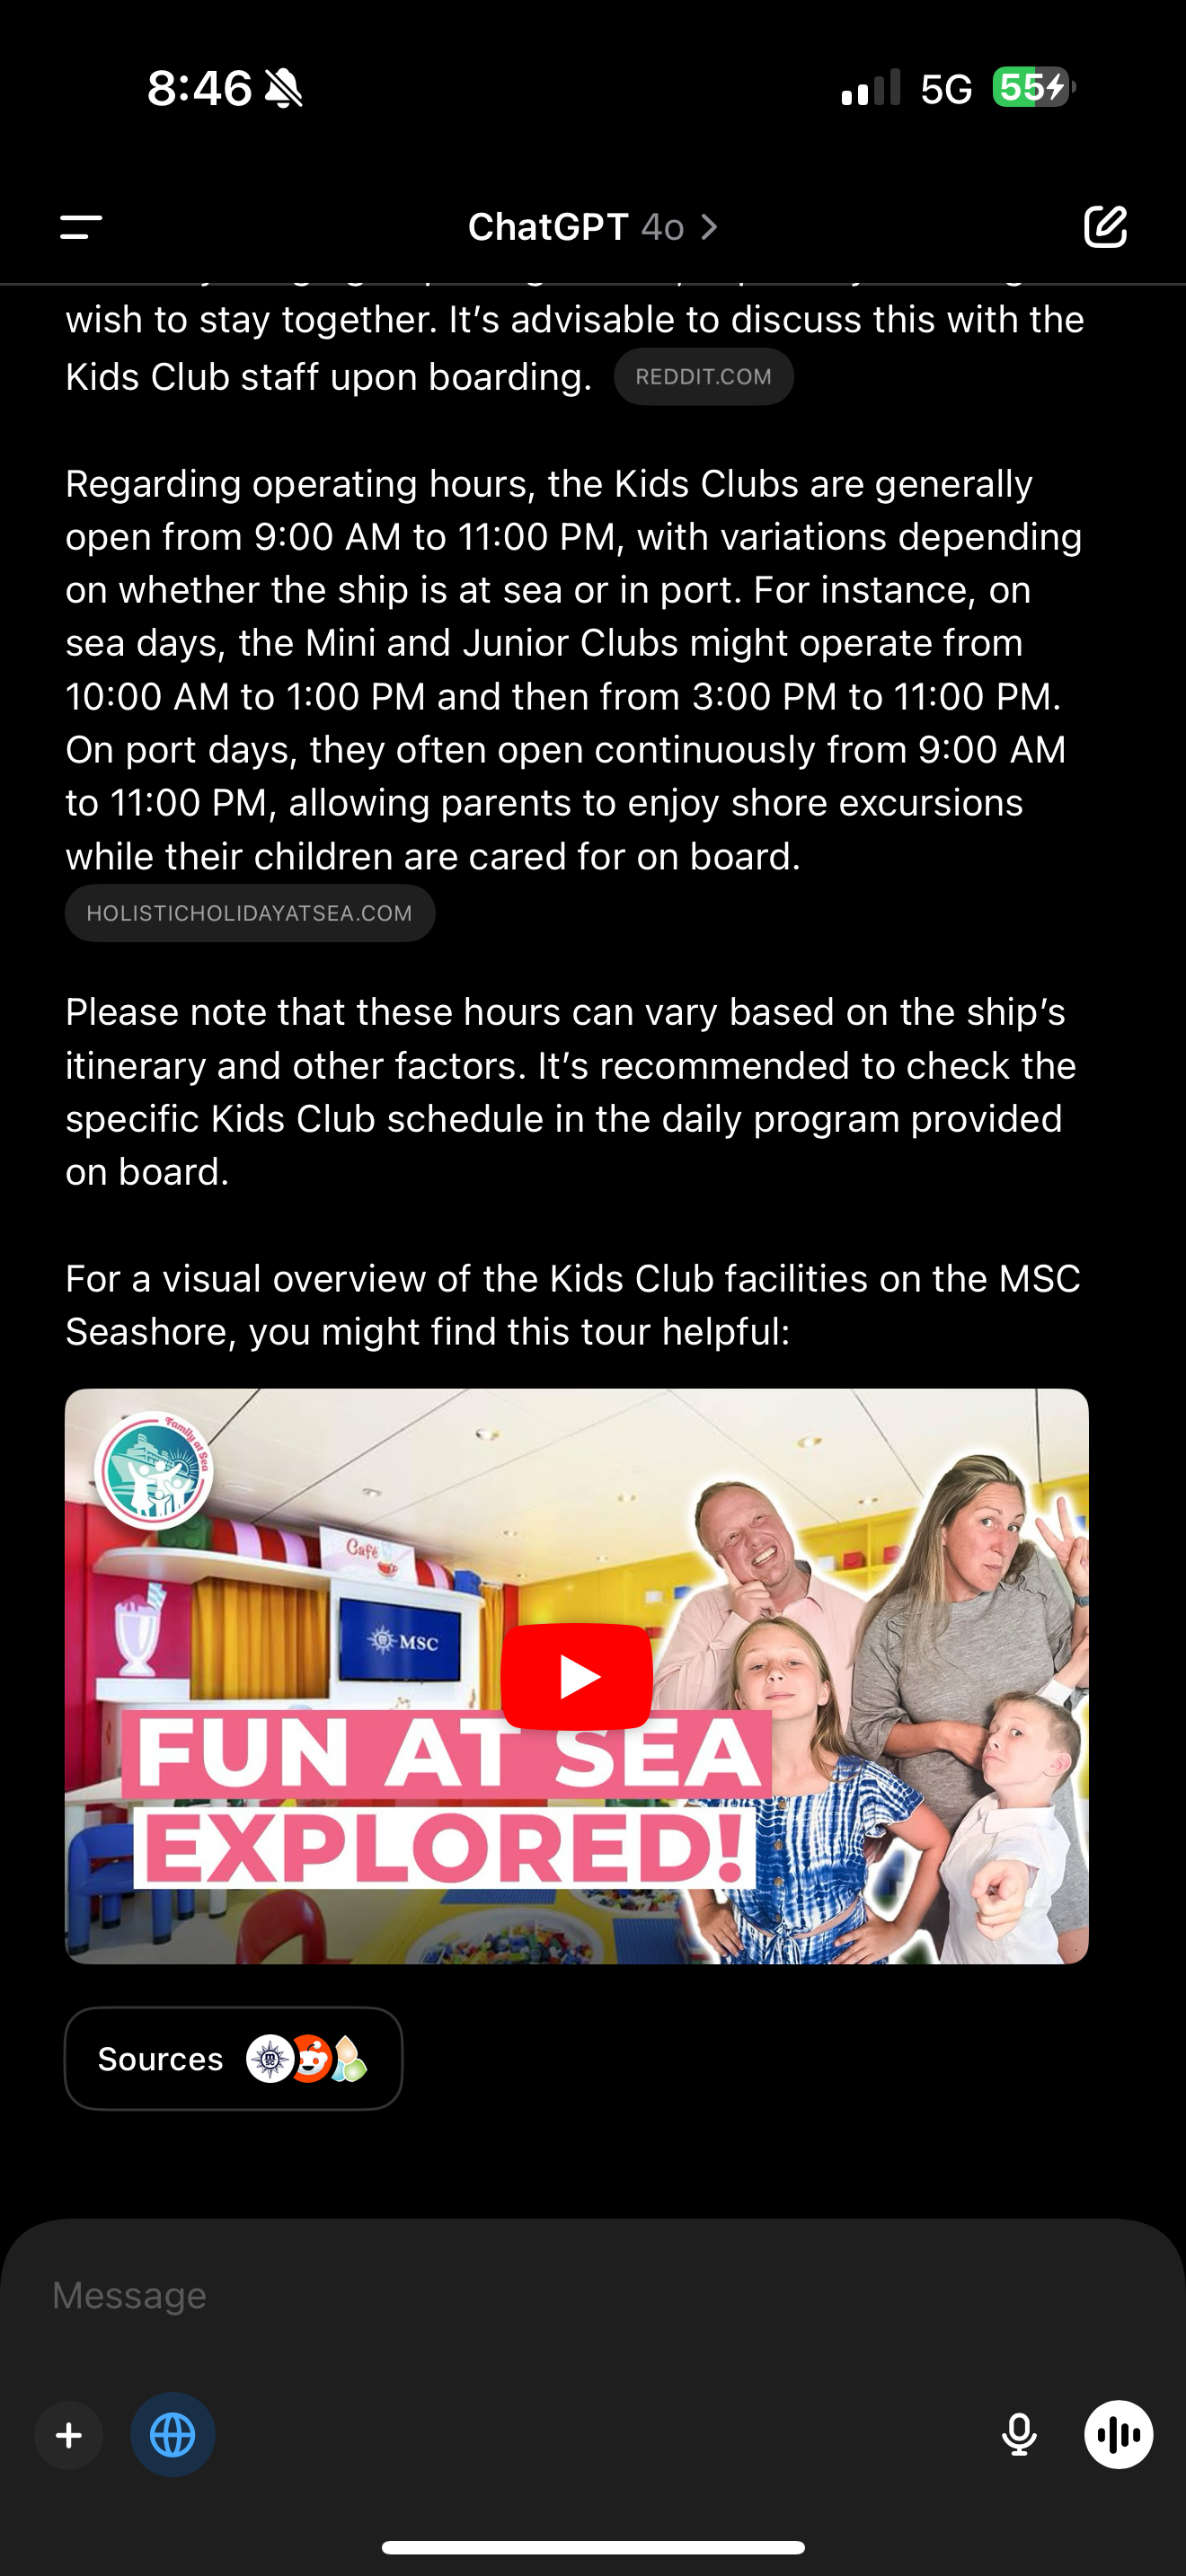 8:46
5G
55
ChatGPT 4o
wish to stay together. It’s advisable to discuss this with the
Kids Club staff upon boarding. REDDIT.COM
Regarding operating hours, the Kids Clubs are generally
open from 9:00 AM to 11:00 PM, with variations depending
on whether the ship is at sea or in port. For instance, on
sea days, the Mini and Junior Clubs might operate from
10:00 AM to 1:00 PM and then from 3:00 PM to 11:00 PM.
On port days, they often open continuously from 9:00 AM
to 11:00 PM, allowing parents to enjoy shore excursions
while their children are cared for on board.
HOLISTICHOLIDAYATSEA.COM
Please note that these hours can vary based on the ship’s
itinerary and other factors. It’s recommended to check the
specific Kids Club schedule in the daily program provided
on board.
For a visual overview of the Kids Club facilities on the MSC
Seashore, you might find this tour helpful:
Family at Sea
Café
MSC
FUN AT SEA
EXPLORED!
Sources
Message